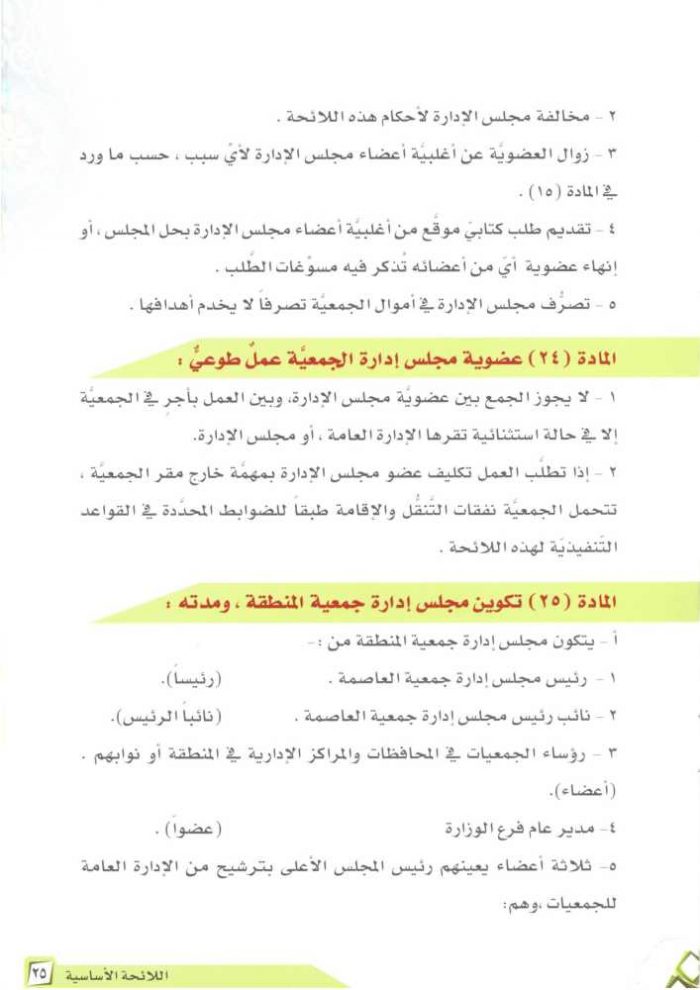 ٢ – مخالفة مجلس الإدارة لأحكام هذه اللائحة .
٣ – زوال العضويَّة عن أغلبيَّة أعضاء مجلس الإدارة لأيّ سبب ، حسب ما ورد
في المادة (١٥) .
٤ – تقديم طلب كتابيّ موقَّع من أغلبيَّة أعضاء مجلس الإدارة بحل المجلس ، أو
إنهاء عضوية أيّ من أعضائه تُذكر فيه مسوِّغات الطَّلب .
٥ – تصرُّف مجلس الإدارة في أموال الجمعيَّة تصرفاً لا يخدم أهدافها .
المادة (٢٤) عضوية مجلس إدارة الجمعيَّة عملٌ طوعيٌّ :
١ – لا يجوز الجمع بين عضويَّة مجلس الإدارة، وبين العمل بأجرٍ في الجمعيَّة
إلا في حالة استثنائية تقرها الإدارة العامة ، أو مجلس الإدارة.
٢ – إذا تطلَّب العمل تكليف عضو مجلس الإدارة بمهمَّة خارج مقر الجمعيَّة ،
تتحمل الجمعيَّة نفقات التَّنقُّل والإقامة طبقاً للضوابط المحدَّدة في القواعد
التَّنفيذيَّة لهذه اللائحة .
المادة (٢٥) تكوين مجلس إدارة جمعية المنطقة ، ومدته :
أ – يتكون مجلس إدارة جمعية المنطقة من :-
١ – رئيس مجلس إدارة جمعية العاصمة . (رئيساً).
٢ – نائب رئيس مجلس إدارة جمعية العاصمة . (نائباً الرئيس).
٣ – رؤساء الجمعيات في المحافظات والمراكز الإدارية في المنطقة أو نوابهم .
(أعضاء).
٤– مدير عام فرع الوزارة (عضواً) .
٥– ثلاثة أعضاء يعينهم رئيس المجلس الأعلى بترشيح من الإدارة العامة
للجمعيات ،وهم:
اللائحة الأساسية ٢٥